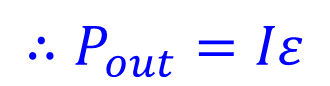 ∴ P_out = Iε